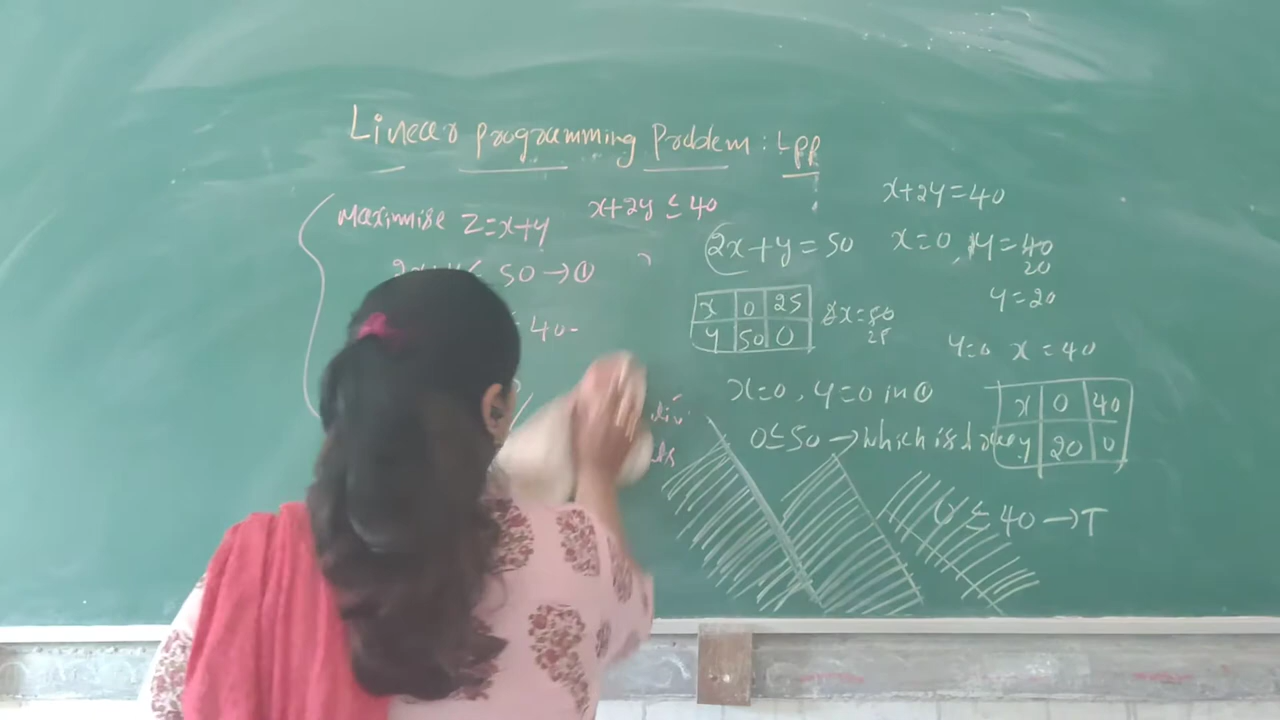 Linear programming Problem : Lpp
Maximise Z=x+y
x+2y ≤ 40
50 → ①
40-
2x+y = 50
x 0 25
y 50 0
2x=50
25
x=0, y=0 in ①
0≤50 → which is true
x+2y=40
x=0, y=40
20
y=20
y=0 x=40
x 0 40
y 20 0
0 ≤ 40 → T